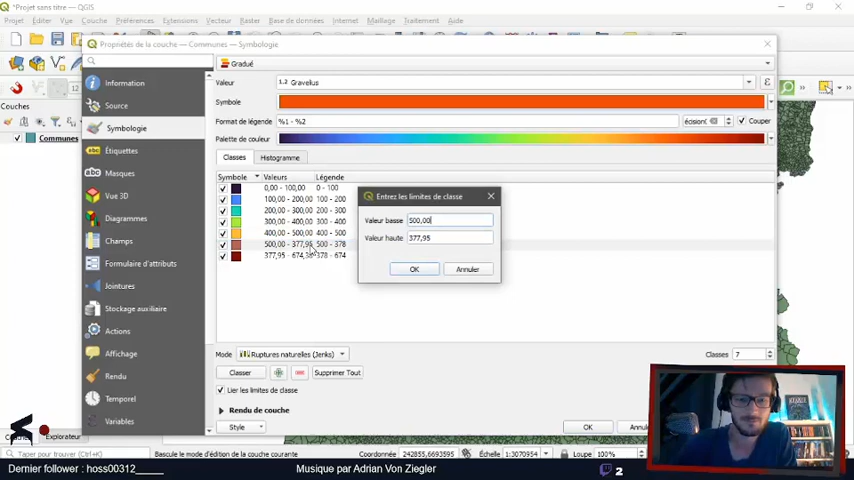 *Projet sans titre — QGIS
Projet Éditer Vue Couche Préférences Extensions Vecteur Raster Base de données Internet Maillage Traitement Aide
Propriétés de la couche — Communes — Symbologie
Gradué
Information
Source
Symbologie
Étiquettes
Masques
Vue 3D
Diagrammes
Champs
Formulaire d'attributs
Jointures
Stockage auxiliaire
Actions
Affichage
Rendu
Temporel
Variables
Valeur 1.2 Gravelius
Symbole
Format de légende %1 - %2 écision Couper
Palette de couleur
Classes Histogramme
Symbole Valeurs Légende
0,00 - 100,00 0 - 100
100,00 - 200,00 100 - 200
200,00 - 300,00 200 - 300
300,00 - 400,00 300 - 400
400,00 - 500,00 400 - 500
500,00 - 377,95 500 - 378
377,95 - 674,38 378 - 674
Entrez les limites de classe
Valeur basse 500,00
Valeur haute 377,95
OK Annuler
Mode Ruptures naturelles (Jenks) Classes 7
Classer Supprimer Tout
Lier les limites de classe
Rendu de couche
Style OK Annu
Couches
Communes
Explorateur
Taper pour trouver (Ctrl+K) Bascule le mode d'édition de la couche courante Coordonnée 242855,6693595 Échelle 1:3070954 Loupe 100%
Dernier follower : hoss00312____ Musique par Adrian Von Ziegler 2